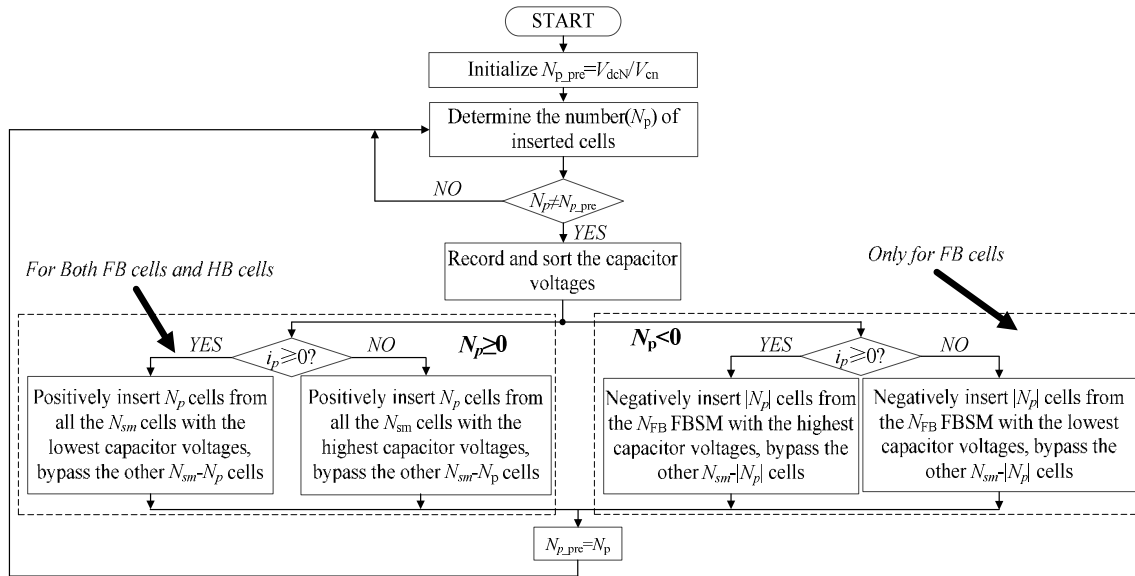 START
Initialize N_p_pre=V_dcN/V_cn
Determine the number(N_p) of
inserted cells
NO
N_p≠N_p_pre
YES
Record and sort the capacitor
voltages
For Both FB cells and HB cells
Only for FB cells
YES
i_p≥0?
NO
N_p≥0
N_p<0
YES
i_p≥0?
NO
Positively insert N_p cells from
all the N_sm cells with the
lowest capacitor voltages,
bypass the other N_sm-N_p cells
Positively insert N_p cells from
all the N_sm cells with the
highest capacitor voltages,
bypass the other N_sm-N_p cells
Negatively insert |N_p| cells from
the N_FB FBSM with the highest
capacitor voltages, bypass the
other N_sm-|N_p| cells
Negatively insert |N_p| cells from
the N_FB FBSM with the lowest
capacitor voltages, bypass the
other N_sm-|N_p| cells
N_p_pre=N_p